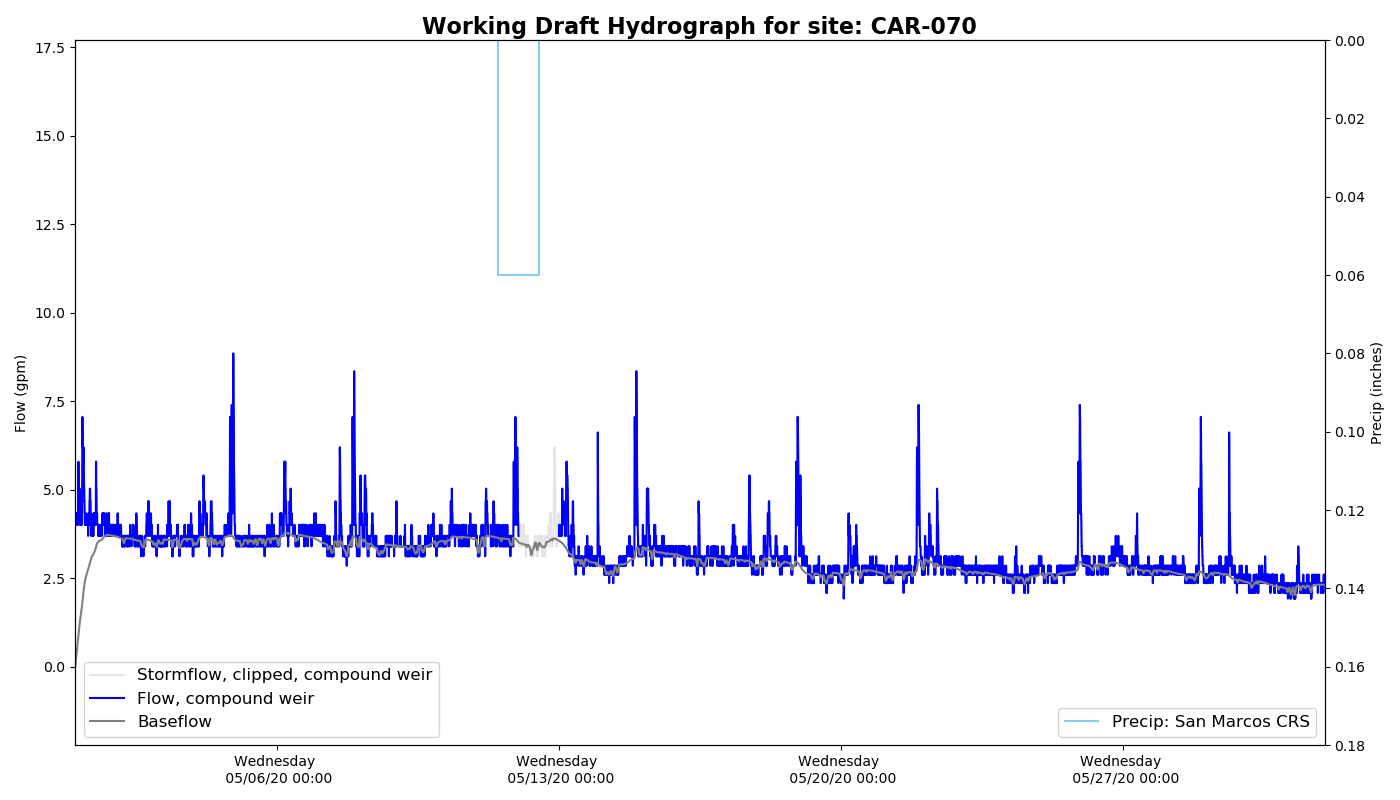 Working Draft Hydrograph for site: CAR-070
17.5
15.0
12.5
10.0
7.5
5.0
2.5
0.0
Flow (gpm)
0.00
0.02
0.04
0.06
0.08
0.10
0.12
0.14
0.16
0.18
Precip (inches)
Stormflow, clipped, compound weir
Flow, compound weir
Baseflow
Precip: San Marcos CRS
Wednesday
05/06/20 00:00
Wednesday
05/13/20 00:00
Wednesday
05/20/20 00:00
Wednesday
05/27/20 00:00